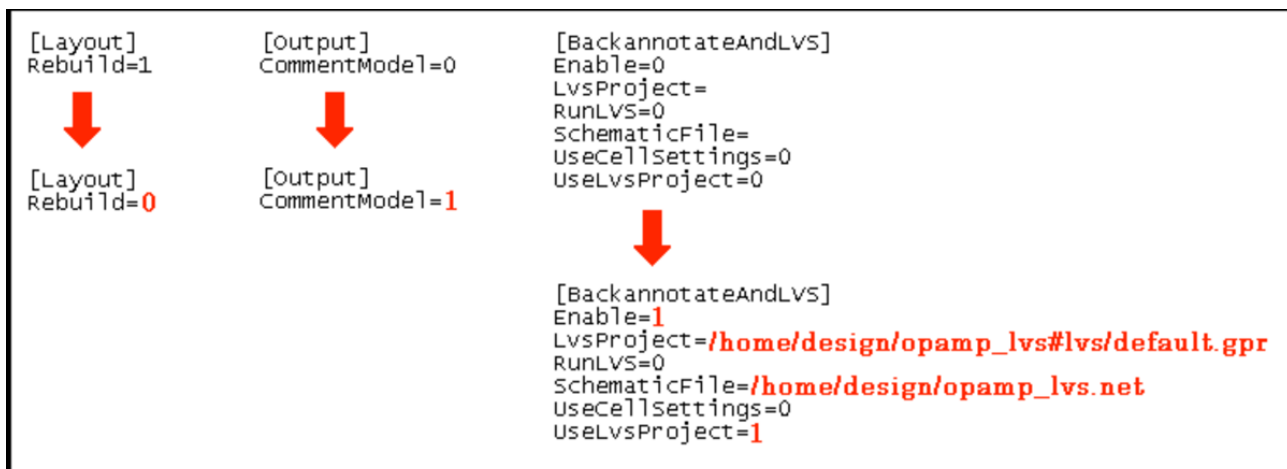 [Layout]
Rebuild=1
[Layout]
Rebuild=0
[Output]
CommentModel=0
[Output]
CommentModel=1
[BackannotateAndLVS]
Enable=0
LvsProject=
RunLVS=0
SchematicFile=
UseCellSettings=0
UseLvsProject=0
[BackannotateAndLVS]
Enable=1
LvsProject=/home/design/opamp_lvs#lvs/default.gpr
RunLVS=0
SchematicFile=/home/design/opamp_lvs.net
UseCellSettings=0
UseLvsProject=1